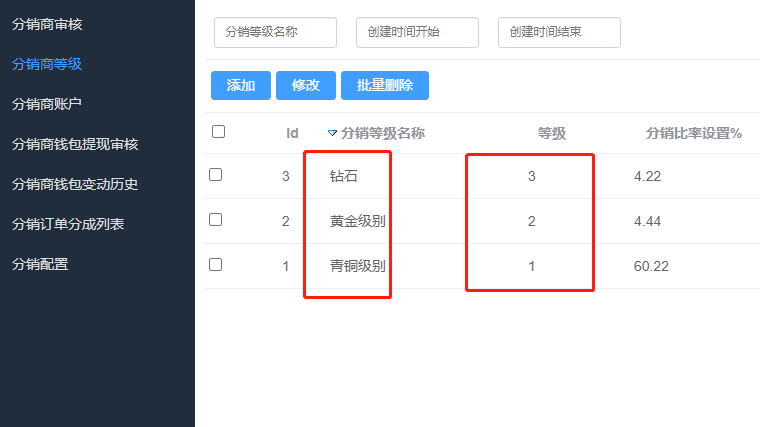 分销商审核
分销商等级
分销商账户
分销商钱包提现审核
分销商钱包变动历史
分销订单分成列表
分销配置
分销等级名称 创建时间开始 创建时间结束
添加 修改 批量删除
Id 分销等级名称 等级 分销比率设置%
3 钻石 3 4.22
2 黄金级别 2 4.44
1 青铜级别 1 60.22